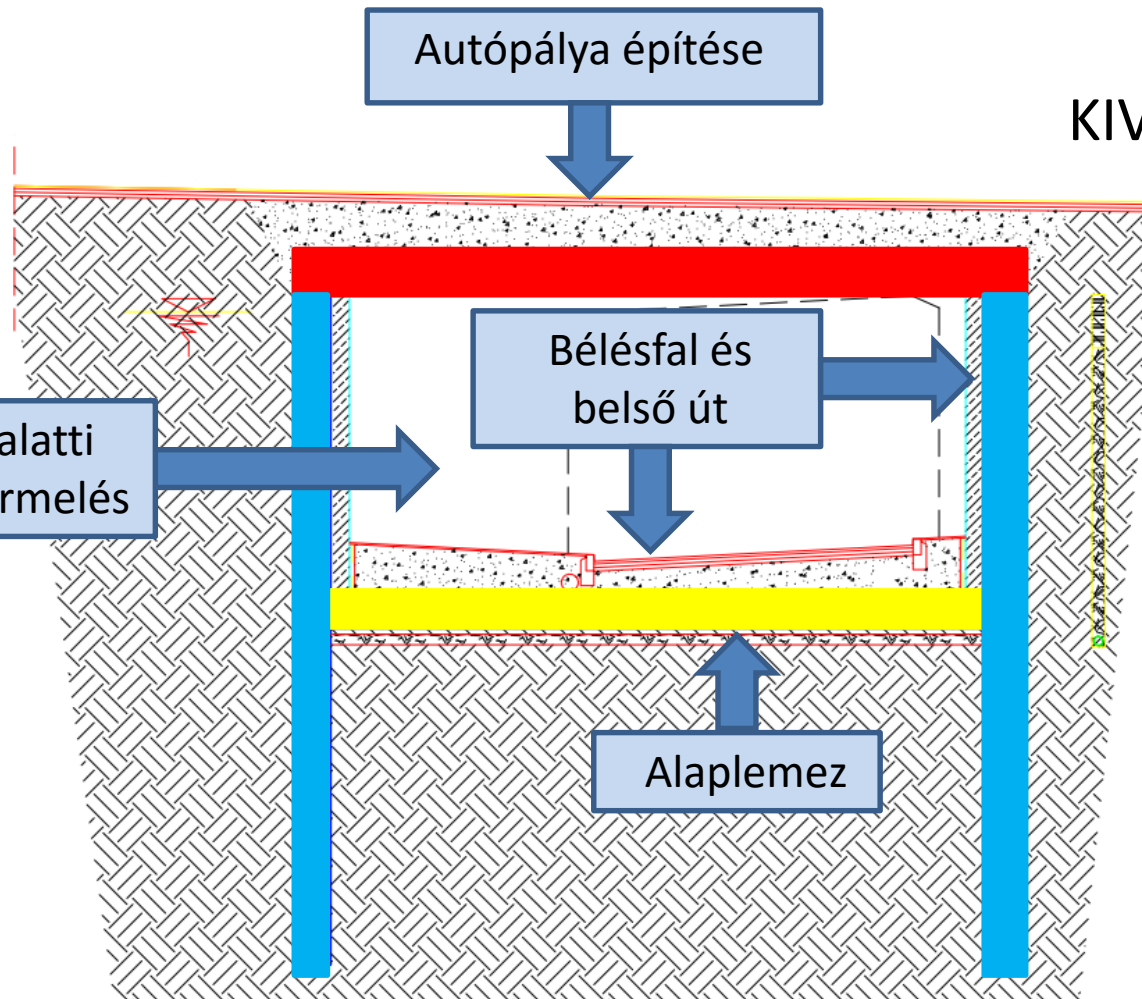 Autópálya építése
KIV
Bélésfal és
belső út
alatti
rmelés
Alaplemez